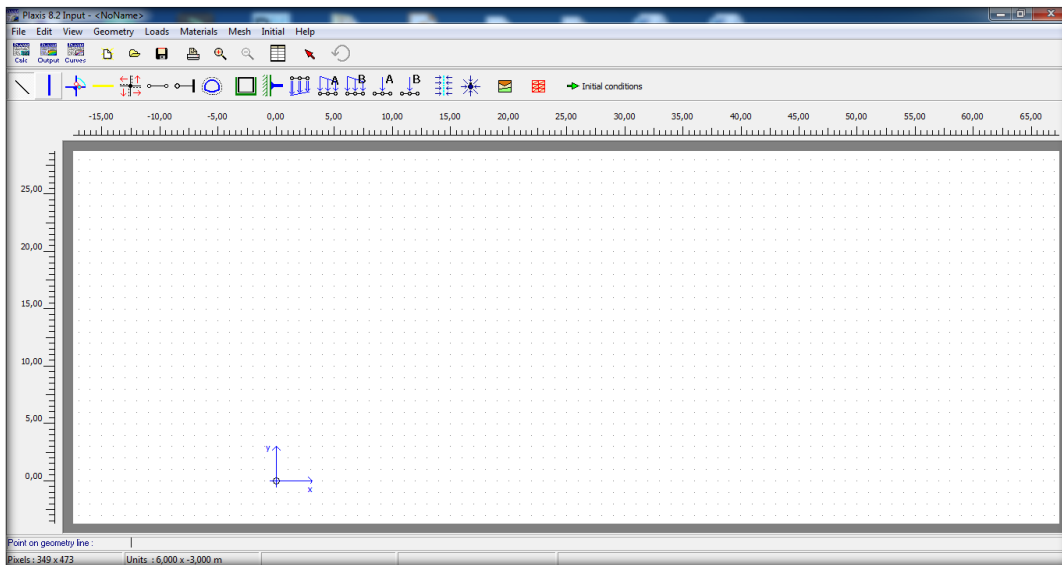 Plaxis 8.2 Input - <NoName>
File Edit View Geometry Loads Materials Mesh Initial Help
Calc Output Curves
A B A B Initial conditions
-15,00 -10,00 -5,00 0,00 5,00 10,00 15,00 20,00 25,00 30,00 35,00 40,00 45,00 50,00 55,00 60,00 65,00
25,00
20,00
15,00
10,00
5,00
y
0,00
x
Point on geometry line :
Pixels : 349 x 473 Units : 6,000 x -3,000 m